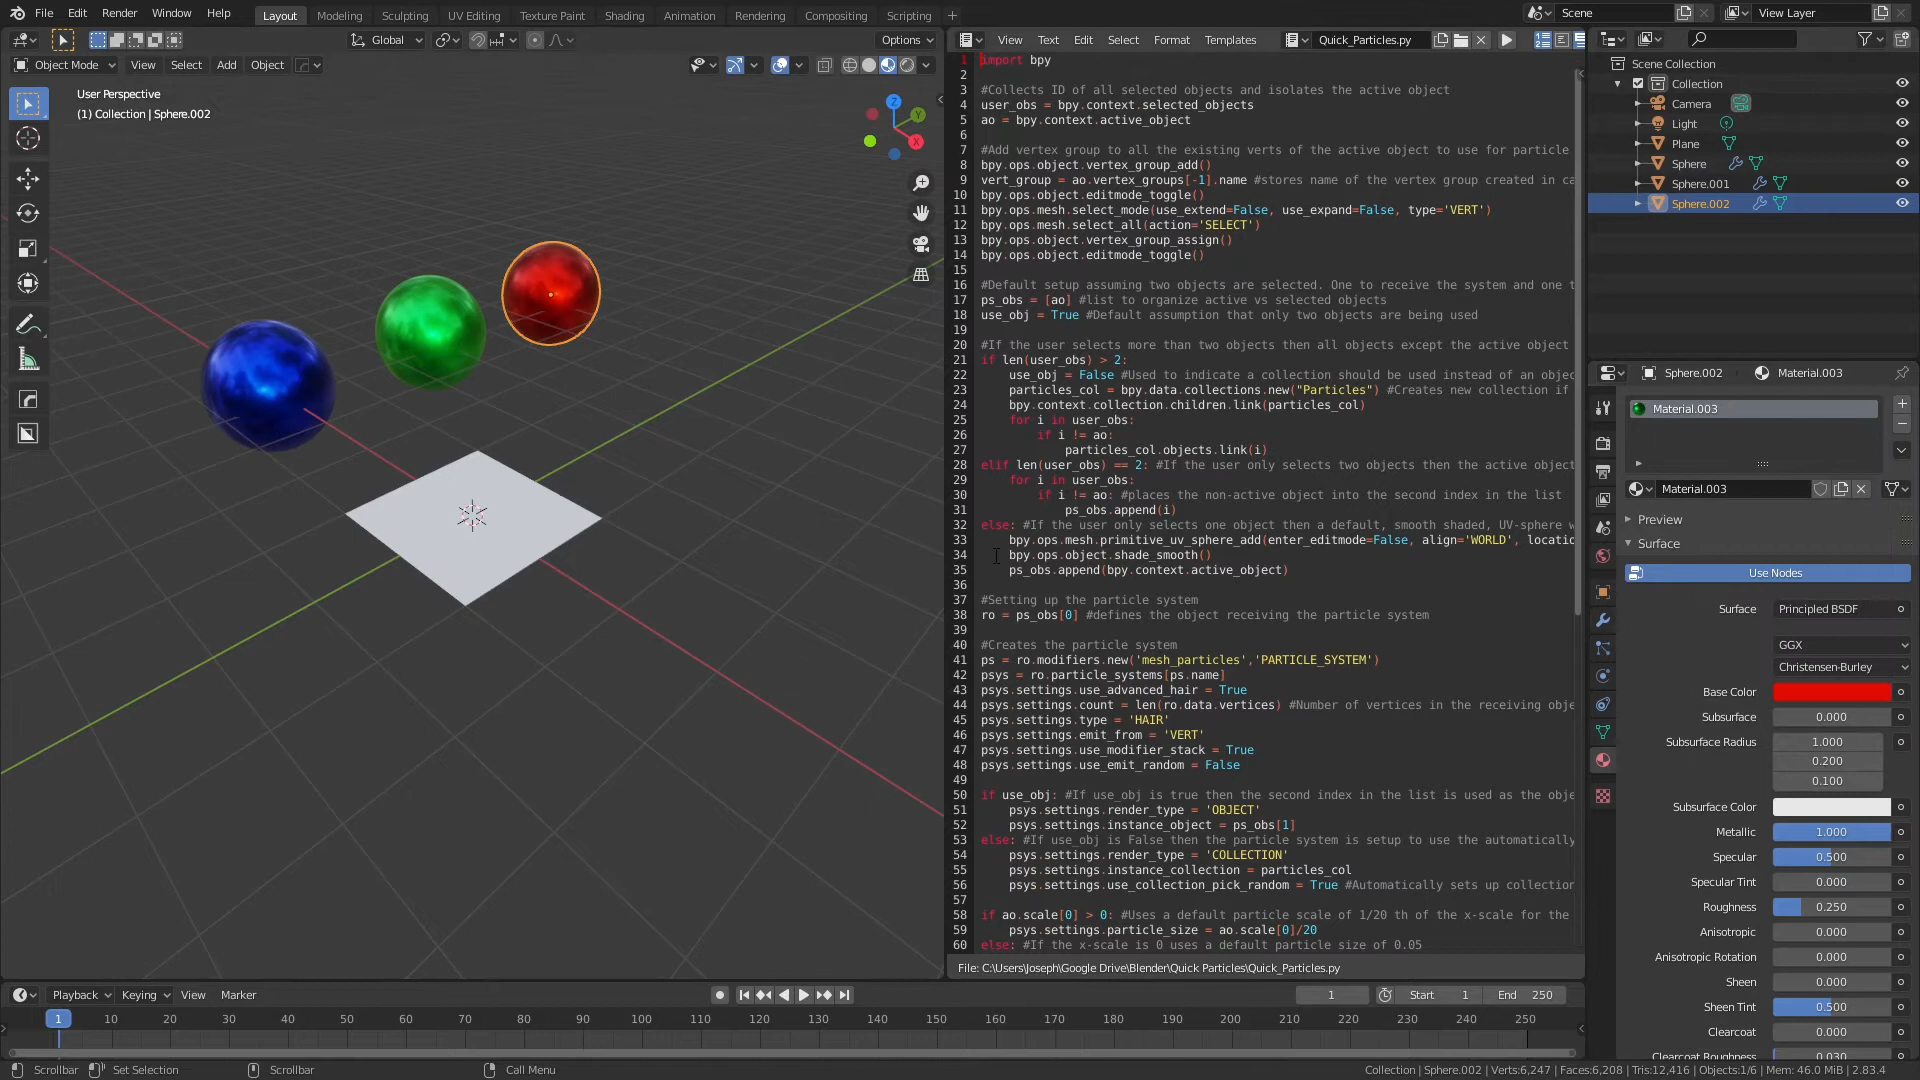 File Edit Render Window Help Layout Modeling Sculpting UV Editing Texture Paint Shading Animation Rendering Compositing Scripting + Scene View Layer
Global Options
View Text Edit Select Format Templates Quick_Particles.py
Object Mode View Select Add Object
User Perspective
(1) Collection | Sphere.002
Z
Y
X
1 import bpy
2
3 #Collects ID of all selected objects and isolates the active object
4 user_obs = bpy.context.selected_objects
5 ao = bpy.context.active_object
6
7 #Add vertex group to all the existing verts of the active object to use for particle
8 bpy.ops.object.vertex_group_add()
9 vert_group = ao.vertex_groups[-1].name #stores name of the vertex group created in ca
10 bpy.ops.object.editmode_toggle()
11 bpy.ops.mesh.select_mode(use_extend=False, use_expand=False, type='VERT')
12 bpy.ops.mesh.select_all(action='SELECT')
13 bpy.ops.object.vertex_group_assign()
14 bpy.ops.object.editmode_toggle()
15
16 #Default setup assuming two objects are selected. One to receive the system and one t
17 ps_obs = [ao] #list to organize active vs selected objects
18 use_obj = True #Default assumption that only two objects are being used
19
20 #If the user selects more than two objects then all objects except the active object
21 if len(user_obs) > 2:
22 use_obj = False #Used to indicate a collection should be used instead of an objec
23 particles_col = bpy.data.collections.new("Particles") #Creates new collection if
24 bpy.context.collection.children.link(particles_col)
25 for i in user_obs:
26 if i != ao:
27 particles_col.objects.link(i)
28 elif len(user_obs) == 2: #If the user only selects two objects then the active object
29 for i in user_obs:
30 if i != ao: #places the non-active object into the second index in the list
31 ps_obs.append(i)
32 else: #If the user only selects one object then a default, smooth shaded, UV-sphere w
33 bpy.ops.mesh.primitive_uv_sphere_add(enter_editmode=False, align='WORLD', locatio
34 bpy.ops.object.shade_smooth()
35 ps_obs.append(bpy.context.active_object)
36
37 #Setting up the particle system
38 ro = ps_obs[0] #defines the object receiving the particle system
39
40 #Creates the particle system
41 ps = ro.modifiers.new('mesh_particles','PARTICLE_SYSTEM')
42 psys = ro.particle_systems[ps.name]
43 psys.settings.use_advanced_hair = True
44 psys.settings.count = len(ro.data.vertices) #Number of vertices in the receiving obje
45 psys.settings.type = 'HAIR'
46 psys.settings.emit_from = 'VERT'
47 psys.settings.use_modifier_stack = True
48 psys.settings.use_emit_random = False
49
50 if use_obj: #If use_obj is true then the second index in the list is used as the obje
51 psys.settings.render_type = 'OBJECT'
52 psys.settings.instance_object = ps_obs[1]
53 else: #If use_obj is False then the particle system is setup to use the automatically
54 psys.settings.render_type = 'COLLECTION'
55 psys.settings.instance_collection = particles_col
56 psys.settings.use_collection_pick_random = True #Automatically sets up collection
57
58 if ao.scale[0] > 0: #Uses a default particle scale of 1/20 th of the x-scale for the
59 psys.settings.particle_size = ao.scale[0]/20
60 else: #If the x-scale is 0 uses a default particle size of 0.05
File: C:\Users\Joseph\Google Drive\Blender\Quick Particles\Quick_Particles.py
Scene Collection
Collection
Camera
Light
Plane
Sphere
Sphere.001
Sphere.002
Sphere.002 Material.003
Material.003
Material.003
Preview
Surface
Use Nodes
Surface Principled BSDF
GGX
Christensen-Burley
Base Color
Subsurface 0.000
Subsurface Radius 1.000
0.200
0.100
Subsurface Color
Metallic 1.000
Specular 0.500
Specular Tint 0.000
Roughness 0.250
Anisotropic 0.000
Anisotropic Rotation 0.000
Sheen 0.000
Sheen Tint 0.500
Clearcoat 0.000
Clearcoat Roughness 0.030
Playback Keying View Marker 1 Start 1 End 250
1 10 20 30 40 50 60 70 80 90 100 110 120 130 140 150 160 170 180 190 200 210 220 230 240 250
Scrollbar Set Selection Scrollbar Call Menu Collection | Sphere.002 | Verts:6,247 | Faces:6,208 | Tris:12,416 | Objects:1/6 | Mem: 46.0 MiB | 2.83.4